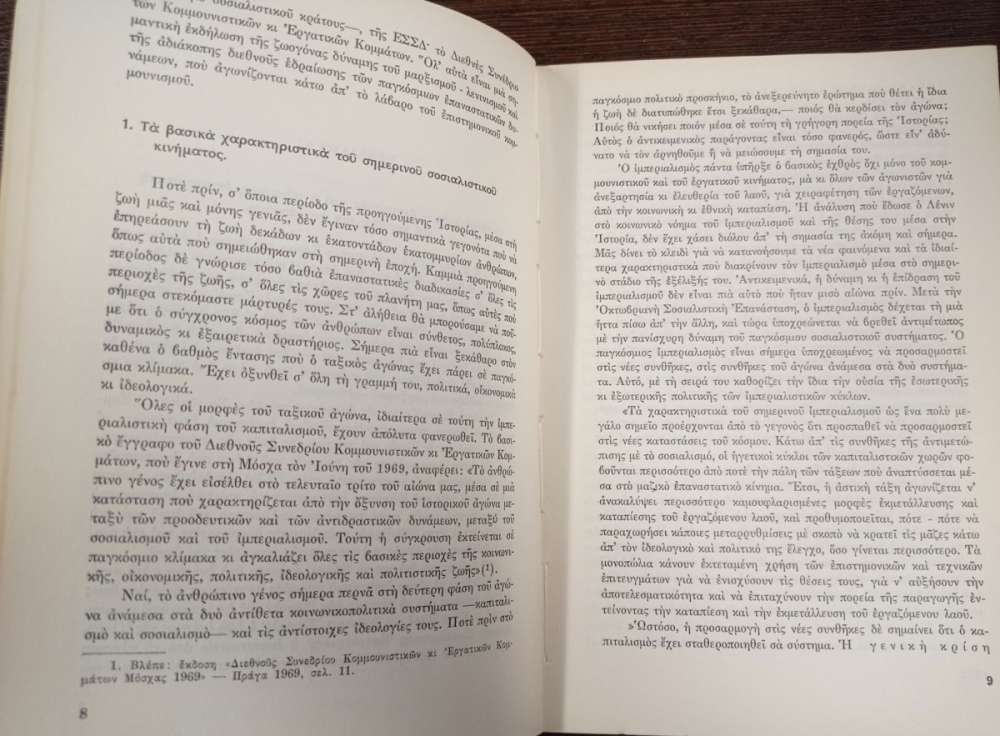 σοσιαλιστικοῦ κράτους—, τῆς ΕΣΣΔ· τὸ Διεθνὲς Συνέδριο
τῶν Κομμουνιστικῶν κι Ἐργατικῶν Κομμάτων. Ὅλ' αὐτὰ εἶναι μιὰ ση-
μαντικὴ ἐκδήλωση τῆς ζωογόνας δύναμης τοῦ μαρξισμοῦ - λενινισμοῦ καὶ
τῆς ἀδιάκοπης διεθνοῦς ἑδραίωσης τῶν παγκόσμιων ἐπαναστατικῶν δυ-
νάμεων, ποὺ ἀγωνίζονται κάτω ἀπ' τὸ λάβαρο τοῦ ἐπιστημονικοῦ κομ-
μουνισμοῦ.
1. Τὰ βασικὰ χαρακτηριστικὰ τοῦ σημερινοῦ σοσιαλιστικοῦ
κινήματος.
Ποτὲ πρίν, σ' ὅποια περίοδο τῆς προηγούμενης Ἱστορίας, μέσα στὴ
ζωὴ μιᾶς καὶ μόνης γενιᾶς, δὲν ἔγιναν τόσο σημαντικὰ γεγονότα ποὺ νὰ
ἐπηρεάσουν τὴ ζωὴ δεκάδων κι ἑκατοντάδων ἑκατομμυρίων ἀνθρώπων,
ὅπως αὐτὰ ποὺ σημειώθηκαν στὴ σημερινὴ ἐποχή. Καμμιὰ προηγούμενη
περίοδος δὲ γνώρισε τόσο βαθιὰ ἐπαναστατικὲς διαδικασίες σ' ὅλες τὶς
περιοχὲς τῆς ζωῆς, σ' ὅλες τὶς χῶρες τοῦ πλανήτη μας, ὅπως αὐτὲς ποὺ
σήμερα στεκόμαστε μάρτυρές τους. Στ' ἀλήθεια θὰ μπορούσαμε νὰ ποῦ-
με ὅτι ὁ σύγχρονος κόσμος τῶν ἀνθρώπων εἶναι σύνθετος, πολύπλοκος,
δυναμικὸς κι ἐξαιρετικὰ δραστήριος. Σήμερα πιὰ εἶναι ξεκάθαρο στὸν
καθένα ὁ βαθμὸς ἔντασης ποὺ ὁ ταξικὸς ἀγώνας ἔχει πάρει σὲ παγκό-
σμια κλίμακα. Ἔχει ὀξυνθεῖ σ' ὅλη τὴ γραμμή του, πολιτικά, οἰκονομικὰ
κι ἰδεολογικά.
Ὅλες οἱ μορφὲς τοῦ ταξικοῦ ἀγώνα, ἰδιαίτερα σὲ τούτη τὴν ἰμπε-
ριαλιστικὴ φάση τοῦ καπιταλισμοῦ, ἔχουν ἀπόλυτα φανερωθεῖ. Τὸ βασι-
κὸ ἔγγραφο τοῦ Διεθνοῦς Συνεδρίου Κομμουνιστικῶν κι Ἐργατικῶν Κομ-
μάτων, ποὺ ἔγινε στὴ Μόσχα τὸν Ἰούνη τοῦ 1969, ἀναφέρει: «Τὸ ἀνθρώ-
πινο γένος ἔχει εἰσέλθει στὸ τελευταῖο τρίτο τοῦ αἰώνα μας, μέσα σὲ μιὰ
κατάσταση ποὺ χαρακτηρίζεται ἀπὸ τὴν ὄξυνση τοῦ ἱστορικοῦ ἀγώνα με-
ταξὺ τῶν προοδευτικῶν καὶ τῶν ἀντιδραστικῶν δυνάμεων, μεταξὺ τοῦ
σοσιαλισμοῦ καὶ τοῦ ἰμπεριαλισμοῦ. Τούτη ἡ σύγκρουση ἐκτείνεται σὲ
παγκόσμιο κλίμακα κι ἀγκαλιάζει ὅλες τὶς βασικὲς περιοχὲς τῆς κοινωνι-
κῆς, οἰκονομικῆς, πολιτικῆς, ἰδεολογικῆς καὶ πολιτιστικῆς ζωῆς»(¹).
Ναί, τὸ ἀνθρώπινο γένος σήμερα περνᾶ στὴ δεύτερη φάση τοῦ ἀγώ-
να ἀνάμεσα στὰ δυὸ ἀντίθετα κοινωνικοπολιτικὰ συστήματα —καπιταλι-
σμὸ καὶ σοσιαλισμὸ— καὶ τὶς ἀντίστοιχες ἰδεολογίες τους. Ποτὲ πρὶν στὸ
1. Βλέπε: ἔκδοση «Διεθνοῦς Συνεδρίου Κομμουνιστικῶν κι Ἐργατικῶν Κομ-
μάτων Μόσχας 1969» — Πράγα 1969, σελ. 11.
8
παγκόσμιο πολιτικὸ προσκήνιο, τὸ ἀνεξερεύνητο ἐρώτημα ποὺ θέτει ἡ ἴδια
ἡ ζωὴ δὲ διατυπώθηκε ἔτσι ξεκάθαρα,— ποιὸς θὰ κερδίσει τὸν ἀγώνα;
Ποιὸς θὰ νικήσει ποιὸν μέσα σὲ τούτη τὴ γρήγορη πορεία τῆς Ἱστορίας;
Αὐτὸς ὁ ἀντικειμενικὸς παράγοντας εἶναι τόσο φανερός, ὥστε εἶν' ἀδύ-
νατο νὰ τὸν ἀρνηθοῦμε ἢ νὰ μειώσουμε τὴ σημασία του.
Ὁ ἰμπεριαλισμὸς πάντα ὑπῆρξε ὁ βασικὸς ἐχθρὸς ὄχι μόνο τοῦ κομ-
μουνιστικοῦ καὶ τοῦ ἐργατικοῦ κινήματος, μὰ κι ὅλων τῶν ἀγωνιστῶν γιὰ
ἀνεξαρτησία κι ἐλευθερία τοῦ λαοῦ, γιὰ χειραφέτηση τῶν ἐργαζόμενων,
ἀπὸ τὴν κοινωνικὴ κι ἐθνικὴ καταπίεση. Ἡ ἀνάλυση ποὺ ἔδωσε ὁ Λένιν
στὸ κοινωνικὸ νόημα τοῦ ἰμπεριαλισμοῦ καὶ τῆς θέσης του μέσα στὴν
Ἱστορία, δὲν ἔχει χάσει διόλου ἀπ' τὴ σημασία της ἀκόμη καὶ σήμερα.
Μᾶς δίνει τὸ κλειδὶ γιὰ νὰ κατανοήσουμε τὰ νέα φαινόμενα καὶ τὰ ἰδιαί-
τερα χαρακτηριστικὰ ποὺ διακρίνουν τὸν ἰμπεριαλισμὸ μέσα στὸ σημερι-
νὸ στάδιο τῆς ἐξέλιξής του. Ἀντικειμενικά, ἡ δύναμη κι ἡ ἐπίδραση τοῦ
ἰμπεριαλισμοῦ δὲν εἶναι πιὰ αὐτὸ ποὺ ἦταν μισὸ αἰώνα πρίν. Μετὰ τὴν
Ὀκτωβριανὴ Σοσιαλιστικὴ Ἐπανάσταση, ὁ ἰμπεριαλισμὸς δέχεται τὴ μιὰ
ἥττα πίσω ἀπ' τὴν ἄλλη, καὶ τώρα ὑποχρεώνεται νὰ βρεθεῖ ἀντιμέτωπος
μὲ τὴν πανίσχυρη δύναμη τοῦ παγκόσμιου σοσιαλιστικοῦ συστήματος. Ὁ
παγκόσμιος ἰμπεριαλισμὸς εἶναι σήμερα ὑποχρεωμένος νὰ προσαρμοστεῖ
στὶς νέες συνθῆκες, στὶς συνθῆκες τοῦ ἀγώνα ἀνάμεσα στὰ δυὸ συστήμα-
τα. Αὐτό, μὲ τὴ σειρά του καθορίζει τὴν ἴδια τὴν οὐσία τῆς ἐσωτερικῆς
κι ἐξωτερικῆς πολιτικῆς τῶν ἰμπεριαλιστικῶν κύκλων.
«Τὰ χαρακτηριστικὰ τοῦ σημερινοῦ ἰμπεριαλισμοῦ ὣς ἕνα πολὺ με-
γάλο σημεῖο προέρχονται ἀπὸ τὸ γεγονὸς ὅτι προσπαθεῖ νὰ προσαρμοστεῖ
στὶς νέες καταστάσεις τοῦ κόσμου. Κάτω ἀπ' τὶς συνθῆκες τῆς ἀντιμετώ-
πισης μὲ τὸ σοσιαλισμό, οἱ ἡγετικοὶ κύκλοι τῶν καπιταλιστικῶν χωρῶν φο-
βοῦνται περισσότερο ἀπὸ ποτὲ τὴν πάλη τῶν τάξεων ποὺ ἀναπτύσσεται μέ-
σα στὸ μαζικὸ ἐπαναστατικὸ κίνημα. Ἔτσι, ἡ ἀστικὴ τάξη ἀγωνίζεται ν'
ἀνακαλύψει περισσότερο καμουφλαρισμένες μορφὲς ἐκμετάλλευσης καὶ
καταπίεσης τοῦ ἐργαζόμενου λαοῦ, καὶ προθυμοποιεῖται, πότε - πότε νὰ
παραχωρήσει κάποιες μεταρρυθμίσεις μὲ σκοπὸ νὰ κρατεῖ τὶς μᾶζες κάτω
ἀπ' τὸν ἰδεολογικὸ καὶ πολιτικό της ἔλεγχο, ὅσο γίνεται περισσότερο. Τὰ
μονοπώλια κάνουν ἐκτεταμένη χρήση τῶν ἐπιστημονικῶν καὶ τεχνικῶν
ἐπιτευγμάτων γιὰ νὰ ἐνισχύουν τὶς θέσεις τους, γιὰ ν' αὐξήσουν τὴν
ἀποτελεσματικότητα καὶ νὰ ἐπιταχύνουν τὴν πορεία τῆς παραγωγῆς ἐν-
τείνοντας τὴν καταπίεση καὶ τὴν ἐκμετάλλευση τοῦ ἐργαζόμενου λαοῦ.
»Ὡστόσο, ἡ προσαρμογὴ στὶς νέες συνθῆκες δὲ σημαίνει ὅτι ὁ κα-
πιταλισμὸς ἔχει σταθεροποιηθεῖ σὰ σύστημα. Ἡ γενικὴ κρίση
9